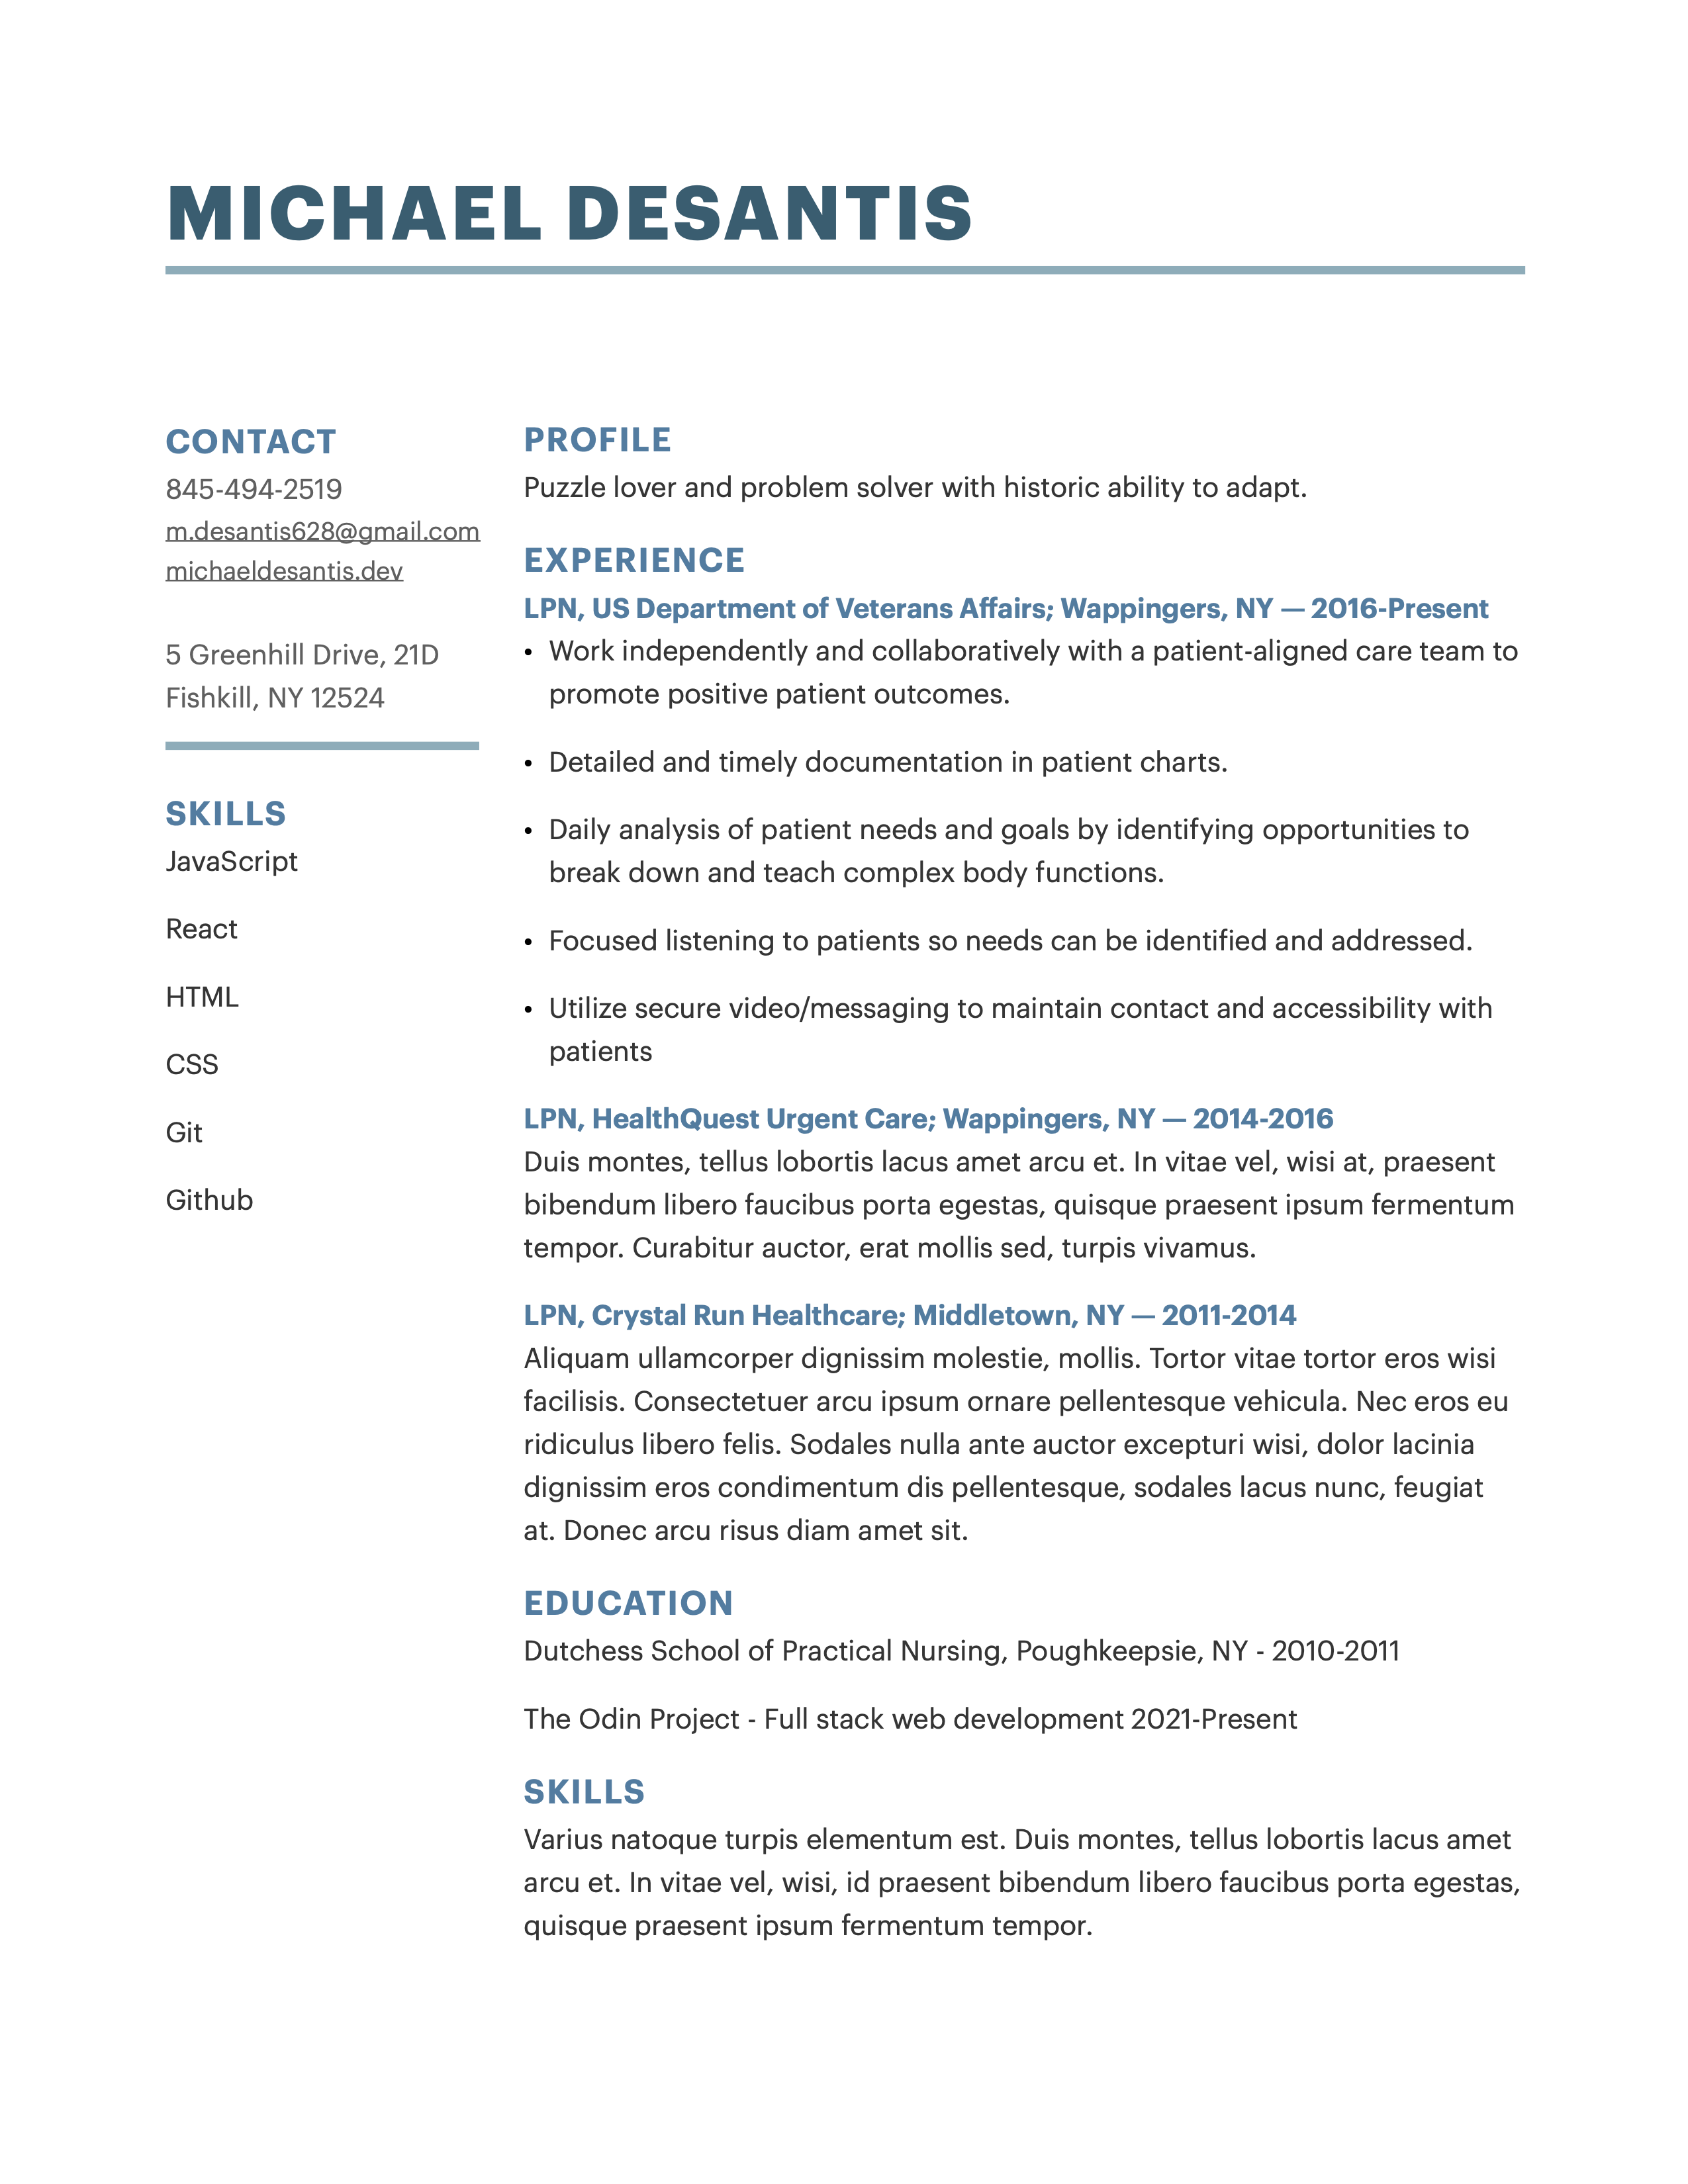 MICHAEL DESANTIS
CONTACT
845-494-2519
m.desantis628@gmail.com
michaeldesantis.dev
5 Greenhill Drive, 21D
Fishkill, NY 12524
SKILLS
JavaScript
React
HTML
CSS
Git
Github
PROFILE
Puzzle lover and problem solver with historic ability to adapt.
EXPERIENCE
LPN, US Department of Veterans Affairs; Wappingers, NY — 2016-Present
• Work independently and collaboratively with a patient-aligned care team to
promote positive patient outcomes.
• Detailed and timely documentation in patient charts.
• Daily analysis of patient needs and goals by identifying opportunities to
break down and teach complex body functions.
• Focused listening to patients so needs can be identified and addressed.
• Utilize secure video/messaging to maintain contact and accessibility with
patients
LPN, HealthQuest Urgent Care; Wappingers, NY — 2014-2016
Duis montes, tellus lobortis lacus amet arcu et. In vitae vel, wisi at, praesent
bibendum libero faucibus porta egestas, quisque praesent ipsum fermentum
tempor. Curabitur auctor, erat mollis sed, turpis vivamus.
LPN, Crystal Run Healthcare; Middletown, NY — 2011-2014
Aliquam ullamcorper dignissim molestie, mollis. Tortor vitae tortor eros wisi
facilisis. Consectetuer arcu ipsum ornare pellentesque vehicula. Nec eros eu
ridiculus libero felis. Sodales nulla ante auctor excepturi wisi, dolor lacinia
dignissim eros condimentum dis pellentesque, sodales lacus nunc, feugiat
at. Donec arcu risus diam amet sit.
EDUCATION
Dutchess School of Practical Nursing, Poughkeepsie, NY - 2010-2011
The Odin Project - Full stack web development 2021-Present
SKILLS
Varius natoque turpis elementum est. Duis montes, tellus lobortis lacus amet
arcu et. In vitae vel, wisi, id praesent bibendum libero faucibus porta egestas,
quisque praesent ipsum fermentum tempor.